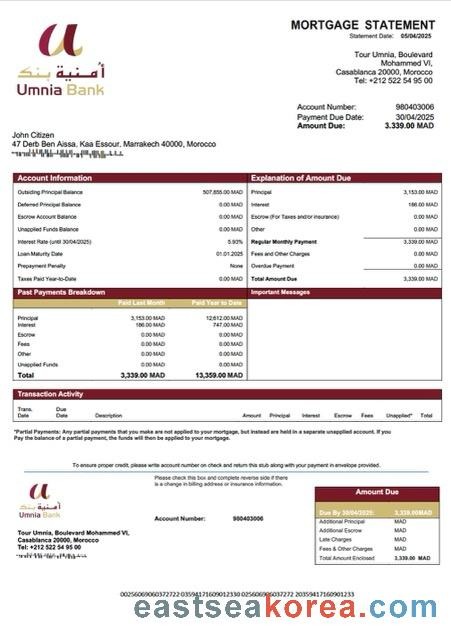 MORTGAGE STATEMENT
Statement Date: 05/04/2025
أمنية بنك
Umnia Bank
Tour Umnia, Boulevard
Mohammed VI,
Casablanca 20000, Morocco
Tel: +212 522 54 95 00
Account Number: 980403006
Payment Due Date: 30/04/2025
Amount Due: 3.339.00 MAD
John Citizen
47 Derb Ben Aissa, Kaa Essour, Marrakech 40000, Morocco
Account Information
Outsiding Principal Balance 507,855.00 MAD
Deferred Principal Balance 0.00 MAD
Escrow Account Balance 0.00 MAD
Unapplied Funds Balance 0.00 MAD
Interest Rate (until 30/04/2025) 5.93%
Loan Maturity Date 01.01.2025
Prepayment Penalty None
Taxes Paid Year-to-Date 0.00 MAD
Explanation of Amount Due
Principal 3,153.00 MAD
Interest 186.00 MAD
Escrow (For Taxes and/or insurance) 0.00 MAD
Other 0.00 MAD
Regular Monthly Payment 3,339.00 MAD
Fees and Other Charges 0.00 MAD
Overdue Payment 0.00 MAD
Total Amount Due 3,339.00 MAD
Past Payments Breakdown
Paid Last Month Paid Year to Date
Principal 3,153.00 MAD 12,612.00 MAD
Interest 186.00 MAD 747.00 MAD
Escrow 0.00 MAD 0.00 MAD
Fees 0.00 MAD 0.00 MAD
Other 0.00 MAD 0.00 MAD
Unapplied Funds 0.00 MAD 0.00 MAD
Total 3,339.00 MAD 13,359.00 MAD
Important Messages
Transaction Activity
Trans. Date Due Date Description Amount Principal Interest Escrow Fees Unapplied* Total
*Partial Payments: Any partial payments that you make are not applied to your mortgage, but instead are held in a separate unapplied account. If you
Pay the balance of a partial payment, the funds will then be applied to your mortgage.
To ensure proper credit, please write account number on check and return this stub along with your payment in envelope provided.
Please check this box and complete reverse side if there
is a change in billing address or insurance information.
أمنية بنك
Umnia Bank
Account Number: 980403006
Tour Umnia, Boulevard Mohammed VI,
Casablanca 20000, Morocco
Tel: +212 522 54 95 00
Amount Due
Due By 30/04/2025: 3,339.00MAD
Additional Principal MAD
Additional Escrow MAD
Late Charges MAD
Fees & Other Charges MAD
Total Amount Enclosed 3,339.00 MAD
eastseakorea.com